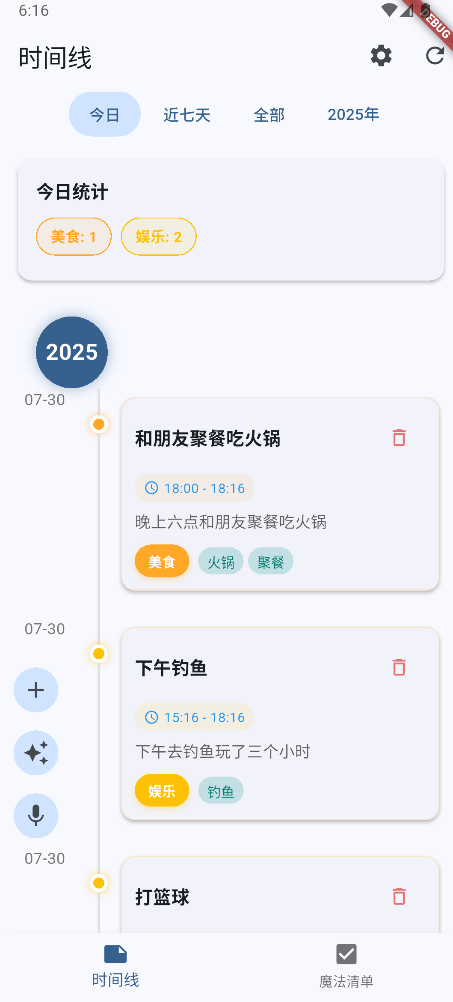 6:16
DEBUG
时间线
今日 近七天 全部 2025年
今日统计
美食: 1 娱乐: 2
2025
07-30
和朋友聚餐吃火锅
18:00 - 18:16
晚上六点和朋友聚餐吃火锅
美食 火锅 聚餐
07-30
下午钓鱼
15:16 - 18:16
下午去钓鱼玩了三个小时
娱乐 钓鱼
07-30
打篮球
时间线 魔法清单